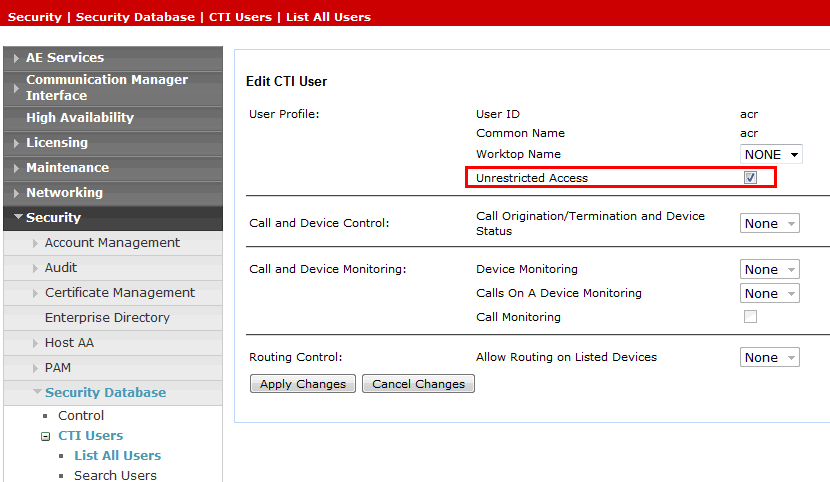 Security | Security Database | CTI Users | List All Users
AE Services
Communication Manager
Interface
High Availability
Licensing
Maintenance
Networking
Security
Account Management
Audit
Certificate Management
Enterprise Directory
Host AA
PAM
Security Database
Control
CTI Users
List All Users
Search Users
Edit CTI User
User Profile:
User ID acr
Common Name acr
Worktop Name NONE
Unrestricted Access
Call and Device Control:
Call Origination/Termination and Device
Status
None
Call and Device Monitoring:
Device Monitoring None
Calls On A Device Monitoring None
Call Monitoring
Routing Control:
Allow Routing on Listed Devices None
Apply Changes Cancel Changes